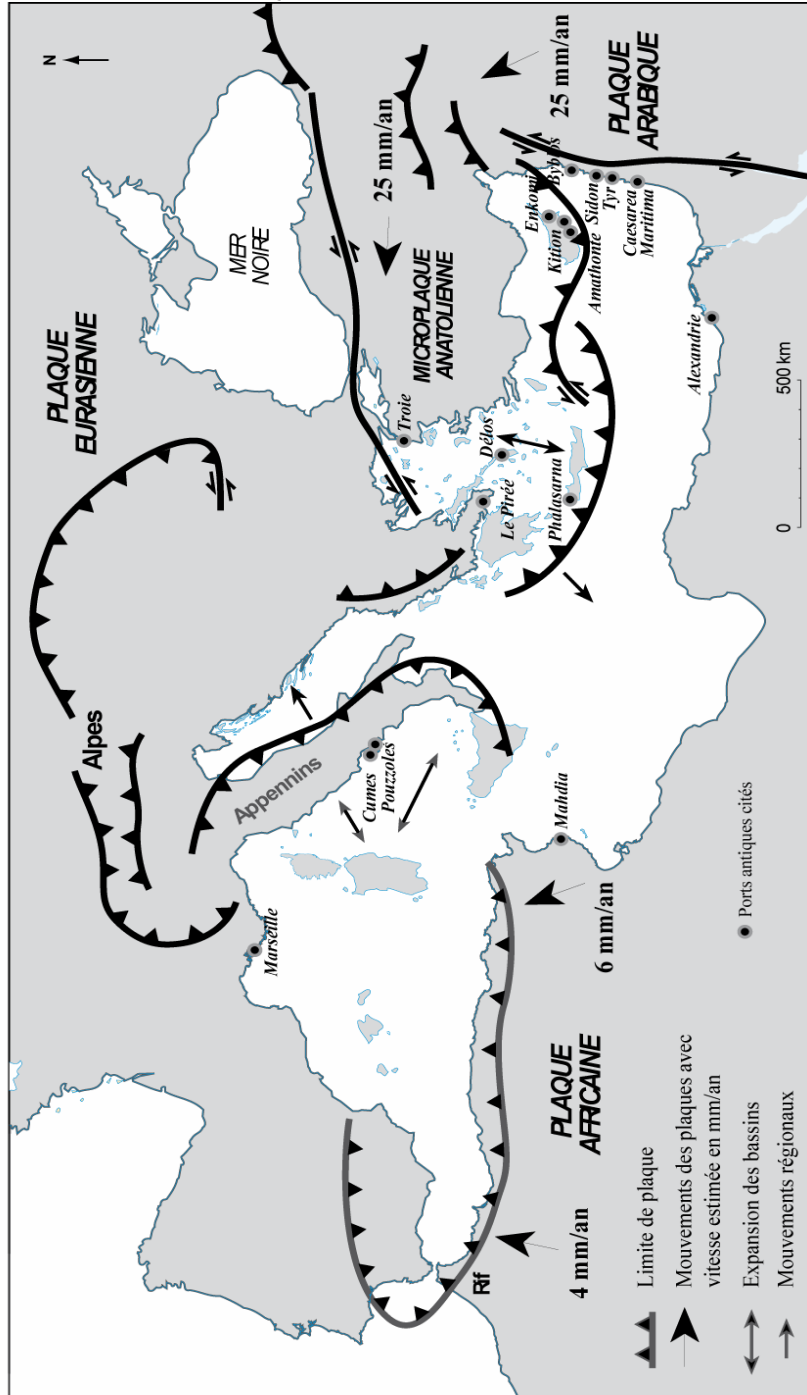 N
PLAQUE
EURASIENNE
Alpes
MER
NOIRE
Appennins
Marseille
25 mm/an
MICROPLAQUE
ANATOLIENNE
Cumes
Pouzzoles
Troie
25 mm/an
Délos
Le Pirée
Enkomi
Kition
Byblos
PLAQUE
ARABIQUE
Phalasarna
Amathonte
Sidon
Tyr
Caesarea
Maritima
Rif
Mahdia
4 mm/an
PLAQUE
AFRICAINE
6 mm/an
Alexandrie
Limite de plaque
Mouvements des plaques avec
vitesse estimée en mm/an
Expansion des bassins
Mouvements régionaux
Ports antiques cités
0 500 km